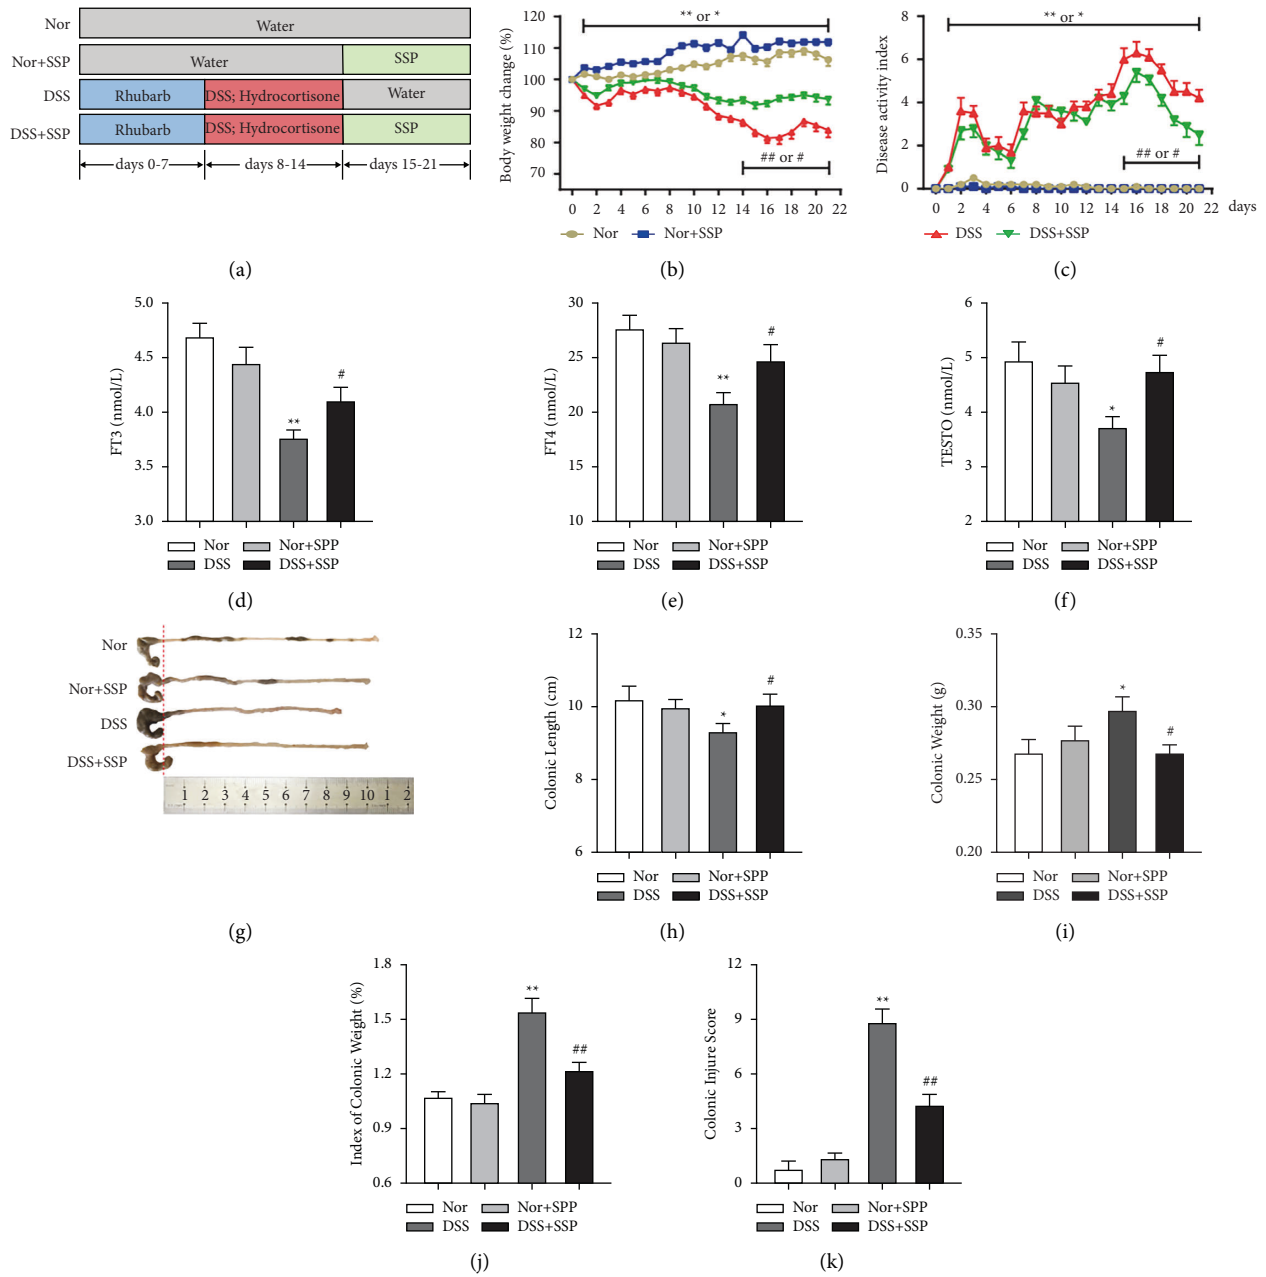 Nor
Water
Nor+SSP
Water
SSP
DSS
Rhubarb
DSS; Hydrocortisone
Water
DSS+SSP
Rhubarb
DSS; Hydrocortisone
SSP
days 0-7
days 8-14
days 15-21
(a)
Body weight change (%)
120
110
100
90
80
70
** or *
## or #
0 2 4 6 8 10 12 14 16 18 20 22
Nor
Nor+SSP
(b)
Disease activity index
8
6
4
2
0
** or *
## or #
0 2 4 6 8 10 12 14 16 18 20 22 days
DSS
DSS+SSP
(c)
FT3 (nmol/L)
5.0
4.5
4.0
3.5
3.0
**
#
Nor
Nor+SPP
DSS
DSS+SSP
(d)
FT4 (nmol/L)
30
25
20
15
10
**
#
Nor
Nor+SPP
DSS
DSS+SSP
(e)
TESTO (nmol/L)
6
5
4
3
2
*
#
Nor
Nor+SPP
DSS
DSS+SSP
(f)
Nor
Nor+SSP
DSS
DSS+SSP
1 2 3 4 5 6 7 8 9 10 1 2
(g)
Colonic Length (cm)
12
10
8
6
*
#
Nor
Nor+SPP
DSS
DSS+SSP
(h)
Colonic Weight (g)
0.35
0.30
0.25
0.20
*
#
Nor
Nor+SPP
DSS
DSS+SSP
(i)
Index of Colonic Weight (%)
1.8
1.5
1.2
0.9
0.6
**
##
Nor
Nor+SPP
DSS
DSS+SSP
(j)
Colonic Injure Score
12
9
6
3
0
**
##
Nor
Nor+SPP
DSS
DSS+SSP
(k)